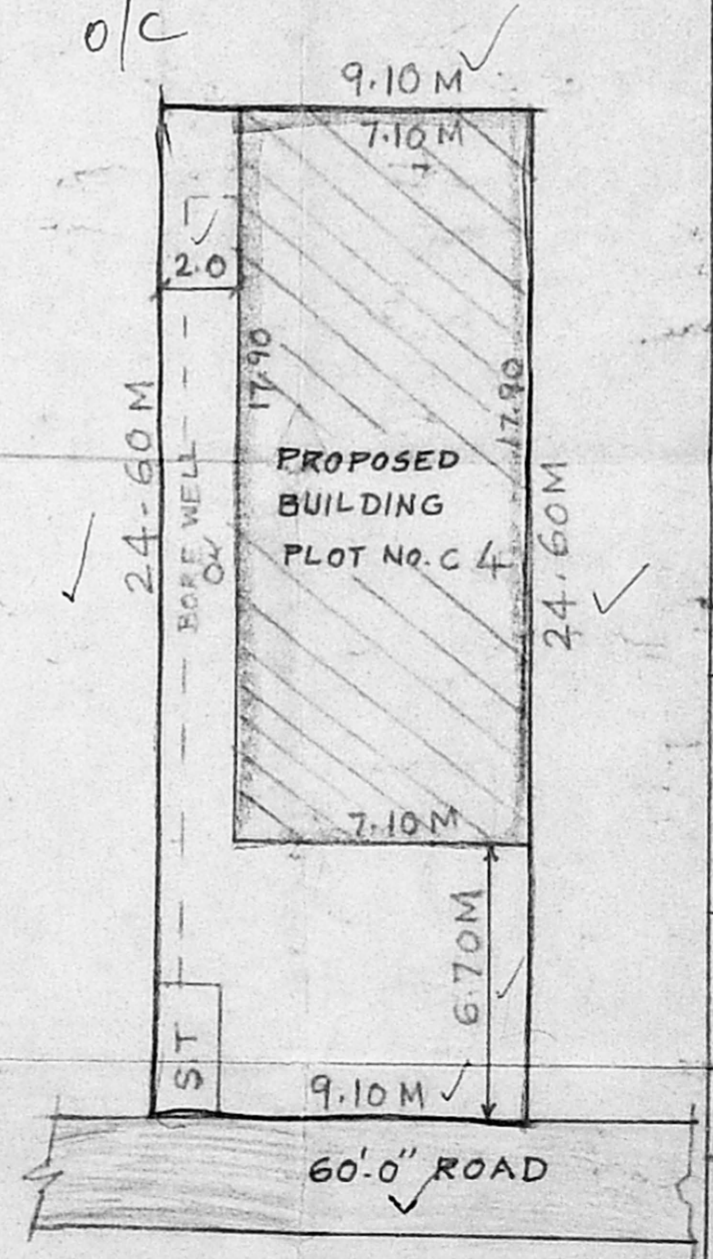 O/C
9.10 M
7.10 M
2.0
17.90
17.90
24.60 M
BORE WELL
PROPOSED
BUILDING
PLOT NO. C 4
24.60 M
7.10 M
6.70 M
ST
9.10 M
60'-0" ROAD